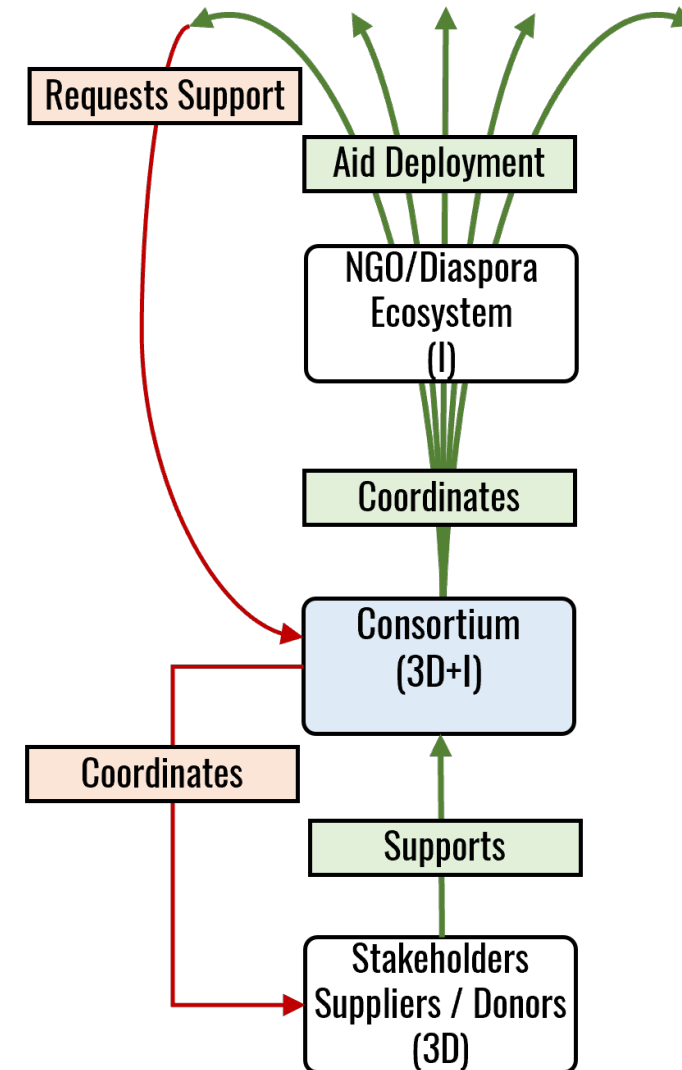 Requests Support
Aid Deployment
NGO/Diaspora
Ecosystem
(I)
Coordinates
Consortium
(3D+I)
Coordinates
Supports
Stakeholders
Suppliers / Donors
(3D)